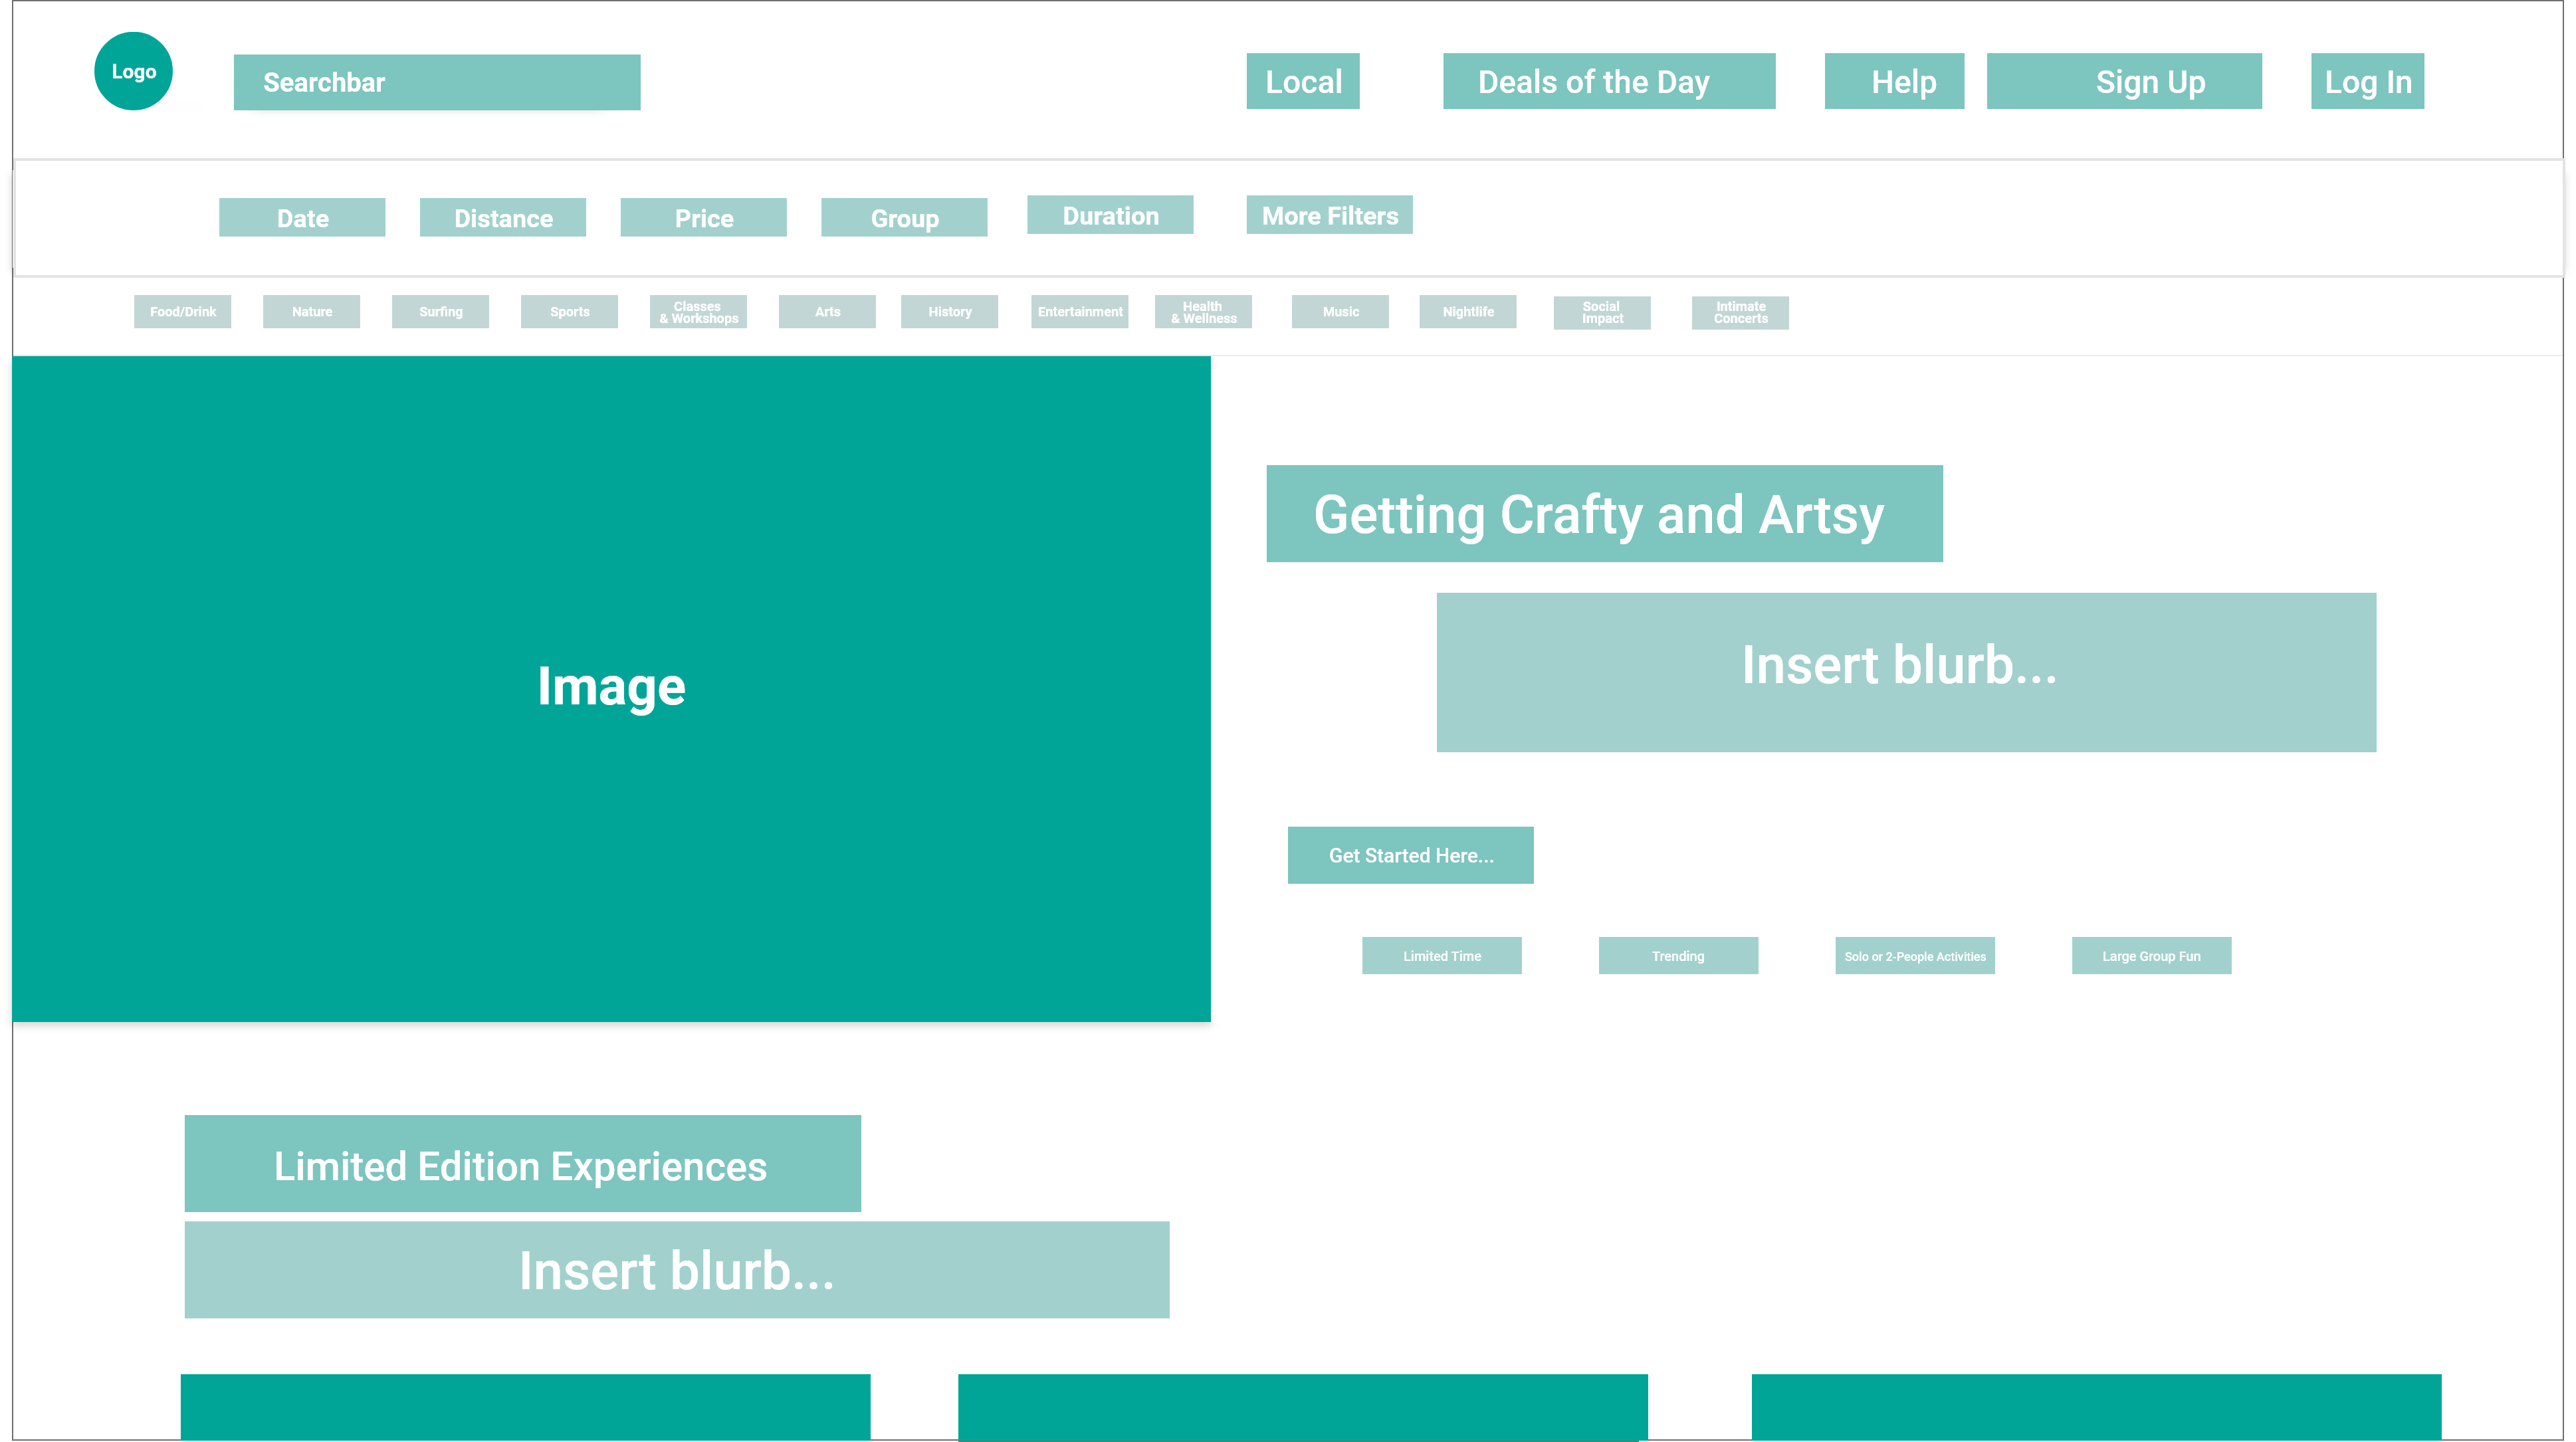 Logo
Searchbar
Local
Deals of the Day
Help
Sign Up
Log In
Date
Distance
Price
Group
Duration
More Filters
Food/Drink
Nature
Surfing
Sports
Classes
& Workshops
Arts
History
Entertainment
Health
& Wellness
Music
Nightlife
Social
Impact
Intimate
Concerts
Image
Getting Crafty and Artsy
Insert blurb...
Get Started Here...
Limited Time
Trending
Solo or 2-People Activities
Large Group Fun
Limited Edition Experiences
Insert blurb...